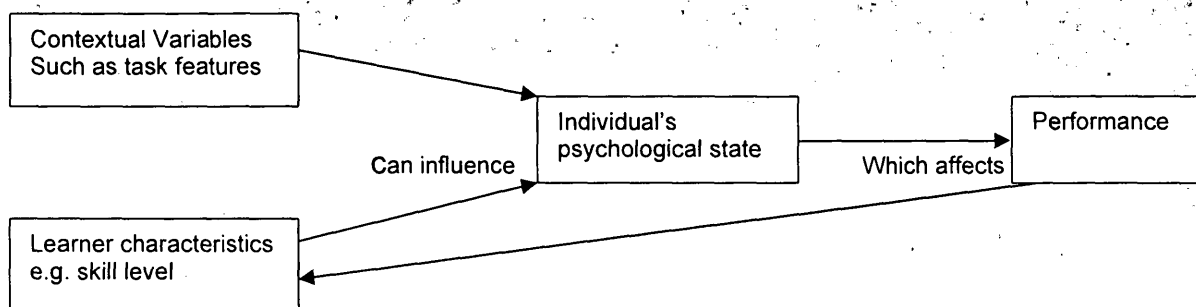 Contextual Variables
Such as task features
Individual's
psychological state
Performance
Can influence
Which affects
Learner characteristics
e.g. skill level